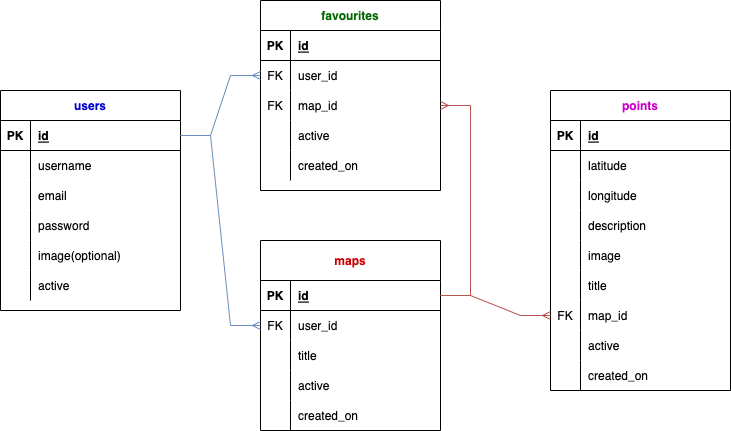 favourites
PK id
FK user_id
FK map_id
active
created_on
users
PK id
username
email
password
image(optional)
active
maps
PK id
FK user_id
title
active
created_on
points
PK id
latitude
longitude
description
image
title
FK map_id
active
created_on